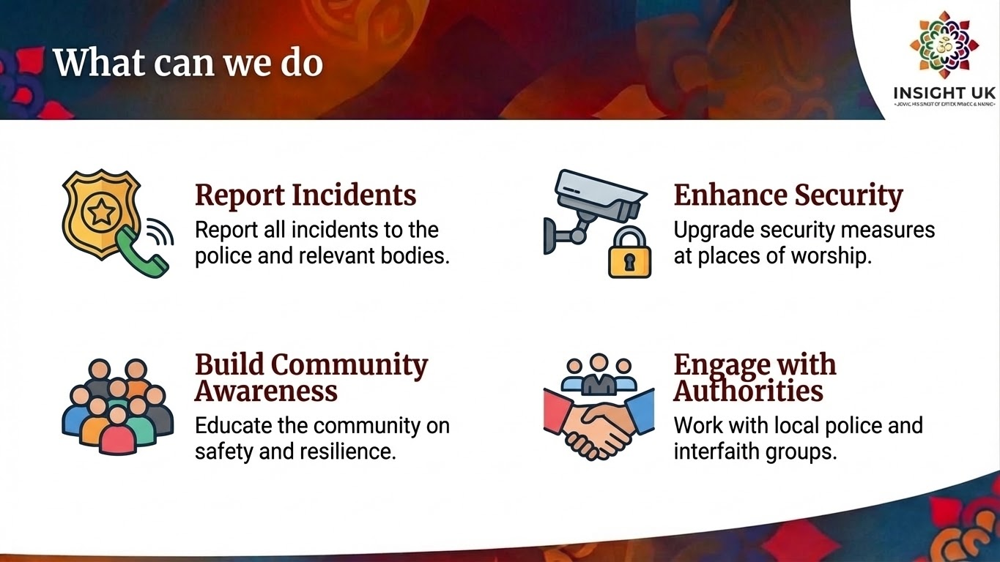 What can we do
INSIGHT UK
Report Incidents
Report all incidents to the
police and relevant bodies.
Enhance Security
Upgrade security measures
at places of worship.
Build Community
Awareness
Educate the community on
safety and resilience.
Engage with
Authorities
Work with local police and
interfaith groups.